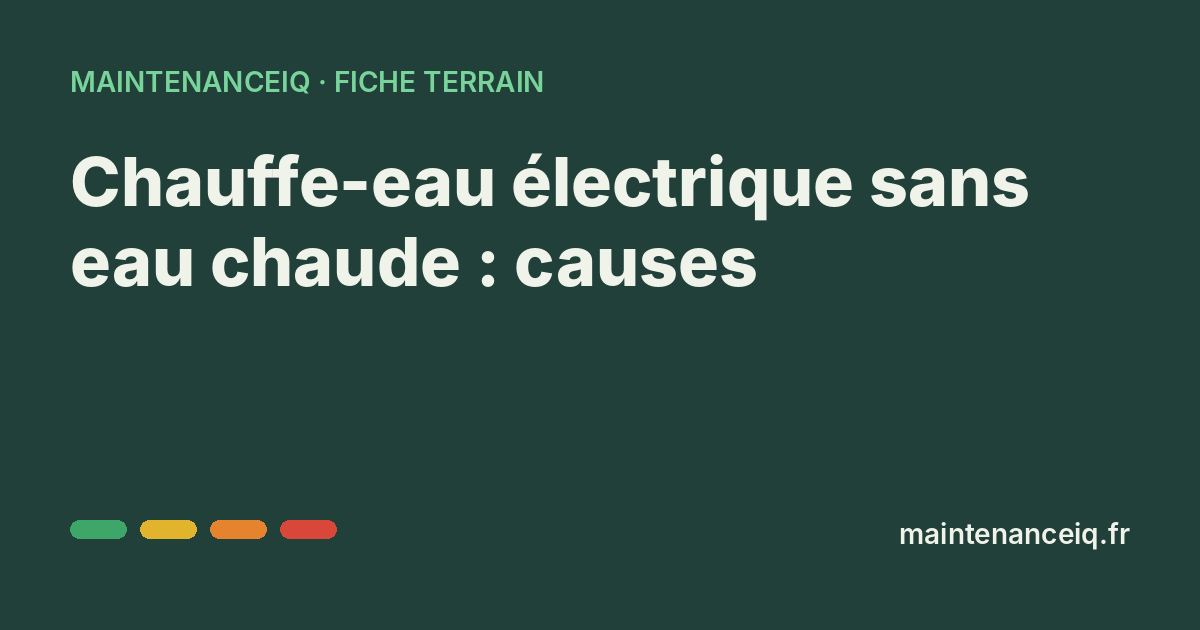 MAINTENANCEIQ · FICHE TERRAIN
Chauffe-eau électrique sans
eau chaude : causes
maintenanceiq.fr